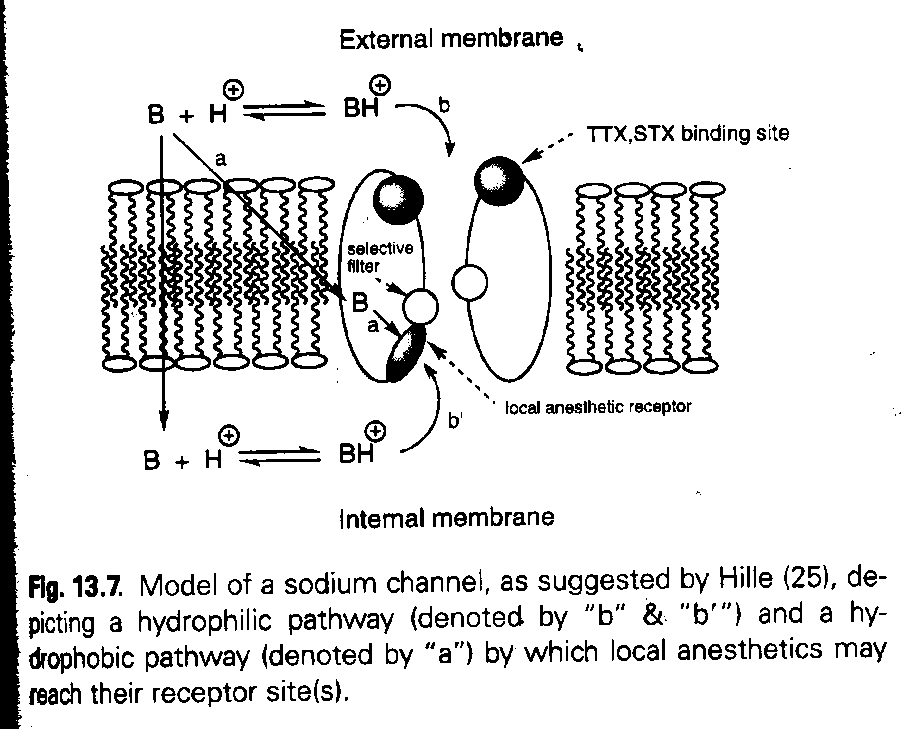 External membrane
B + H⊕ ⇌ BH⊕ b
TTX,STX binding site
a
selective
filter
B
a
local anesthetic receptor
b'
B + H⊕ ⇌ BH⊕
Internal membrane
Fig. 13.7. Model of a sodium channel, as suggested by Hille (25), de-
picting a hydrophilic pathway (denoted by "b" & "b'") and a hy-
drophobic pathway (denoted by "a") by which local anesthetics may
reach their receptor site(s).